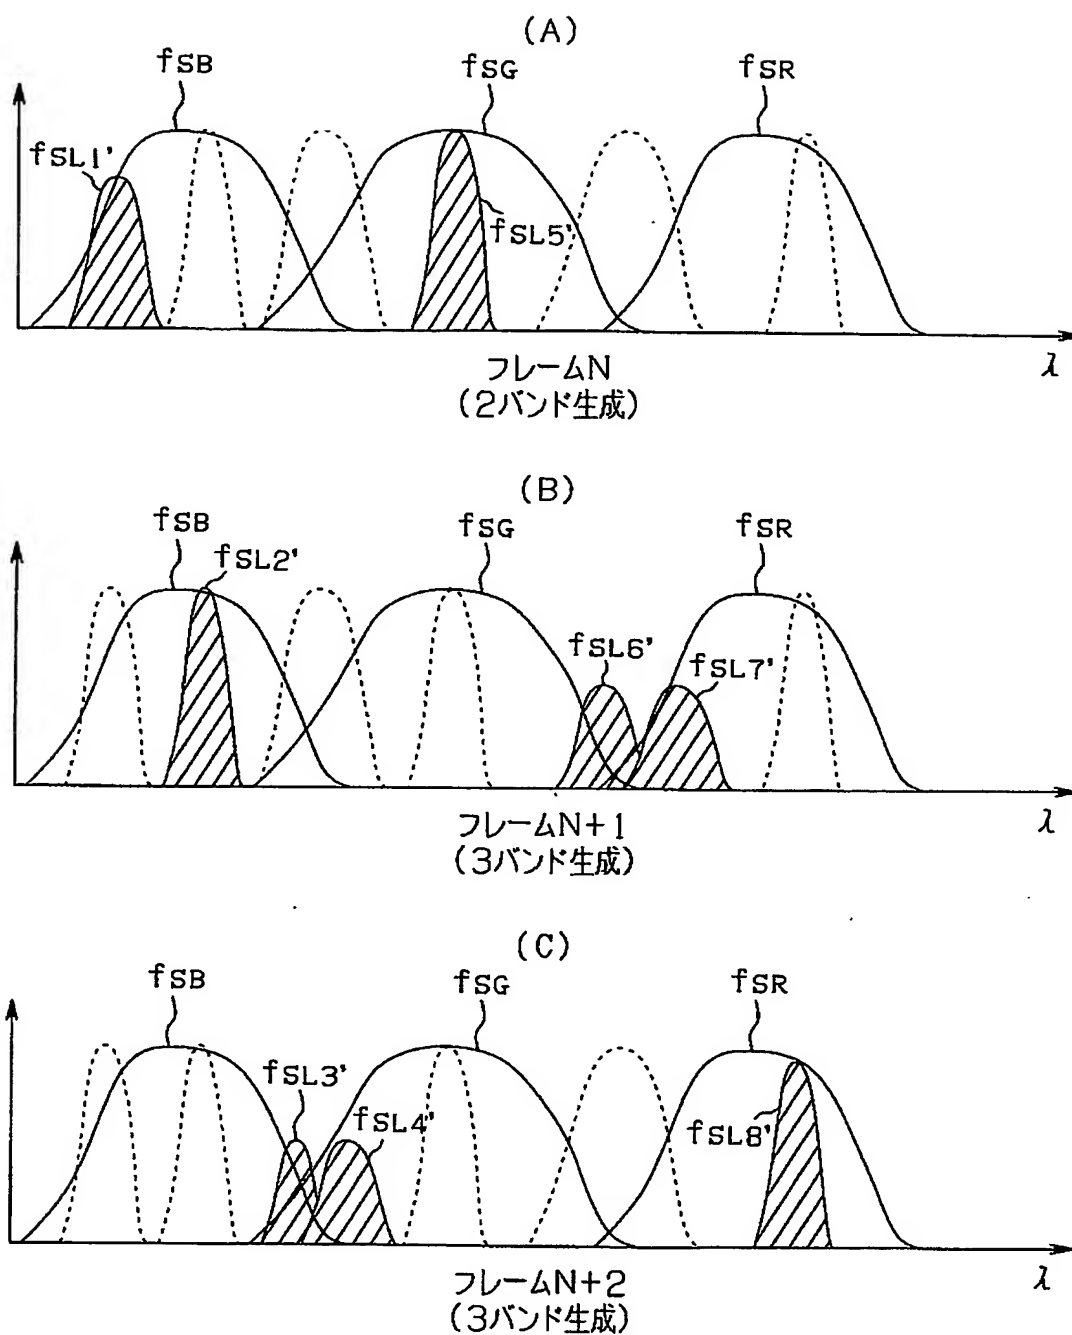 (A)
fSB
fSG
fSR
fSL1'
fSL5'
λ
フレームN
(2バンド生成)
(B)
fSB
fSG
fSR
fSL2'
fSL6'
fSL7'
λ
フレームN+1
(3バンド生成)
(C)
fSB
fSG
fSR
fSL3'
fSL4'
fSL8'
λ
フレームN+2
(3バンド生成)